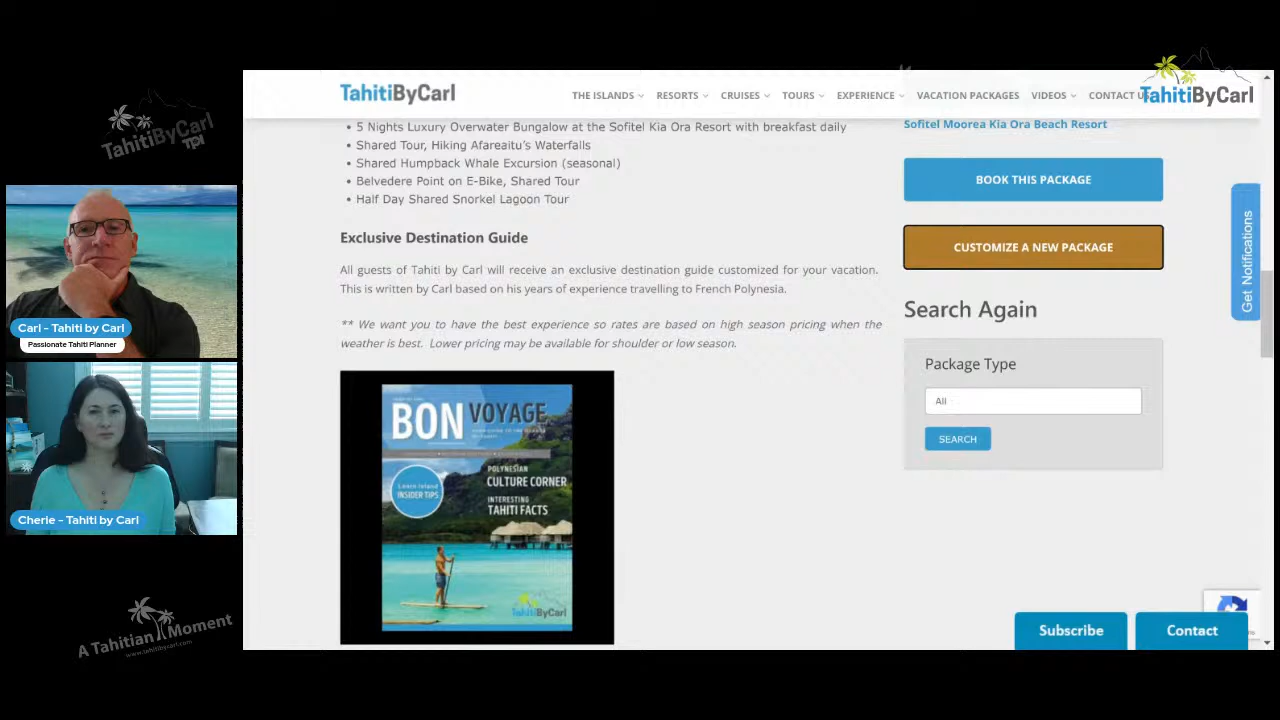 TahitiByCarl
TPI
Carl - Tahiti by Carl
Passionate Tahiti Planner
Cherie - Tahiti by Carl
A Tahitian Moment
www.tahitibycarl.com
TahitiByCarl
THE ISLANDS
RESORTS
CRUISES
TOURS
EXPERIENCE
VACATION PACKAGES
VIDEOS
CONTACT US
TahitiByCarl
• 5 Nights Luxury Overwater Bungalow at the Sofitel Kia Ora Resort with breakfast daily
• Shared Tour, Hiking Afareaitu's Waterfalls
• Shared Humpback Whale Excursion (seasonal)
• Belvedere Point on E-Bike, Shared Tour
• Half Day Shared Snorkel Lagoon Tour
Exclusive Destination Guide
All guests of Tahiti by Carl will receive an exclusive destination guide customized for your vacation.
This is written by Carl based on his years of experience travelling to French Polynesia.
** We want you to have the best experience so rates are based on high season pricing when the
weather is best. Lower pricing may be available for shoulder or low season.
BON VOYAGE
POLYNESIAN
CULTURE CORNER
Learn Island
INSIDER TIPS
INTERESTING
TAHITI FACTS
TahitiByCarl
Sofitel Moorea Kia Ora Beach Resort
BOOK THIS PACKAGE
CUSTOMIZE A NEW PACKAGE
Search Again
Package Type
All
SEARCH
Get Notifications
Subscribe
Contact